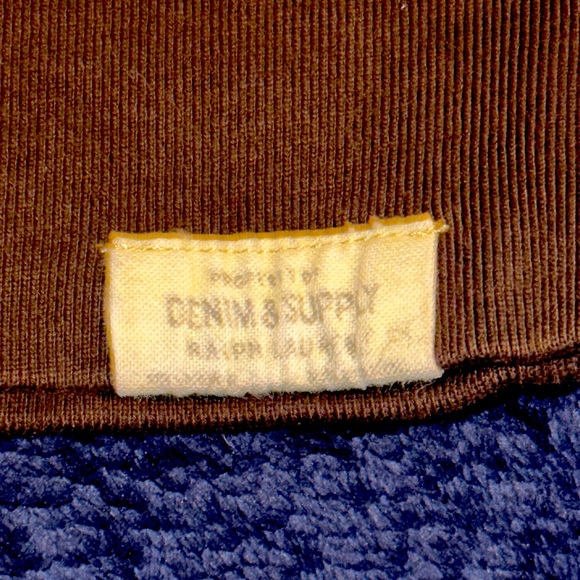 PROPERTY OF
DENIM & SUPPLY
RALPH LAUREN